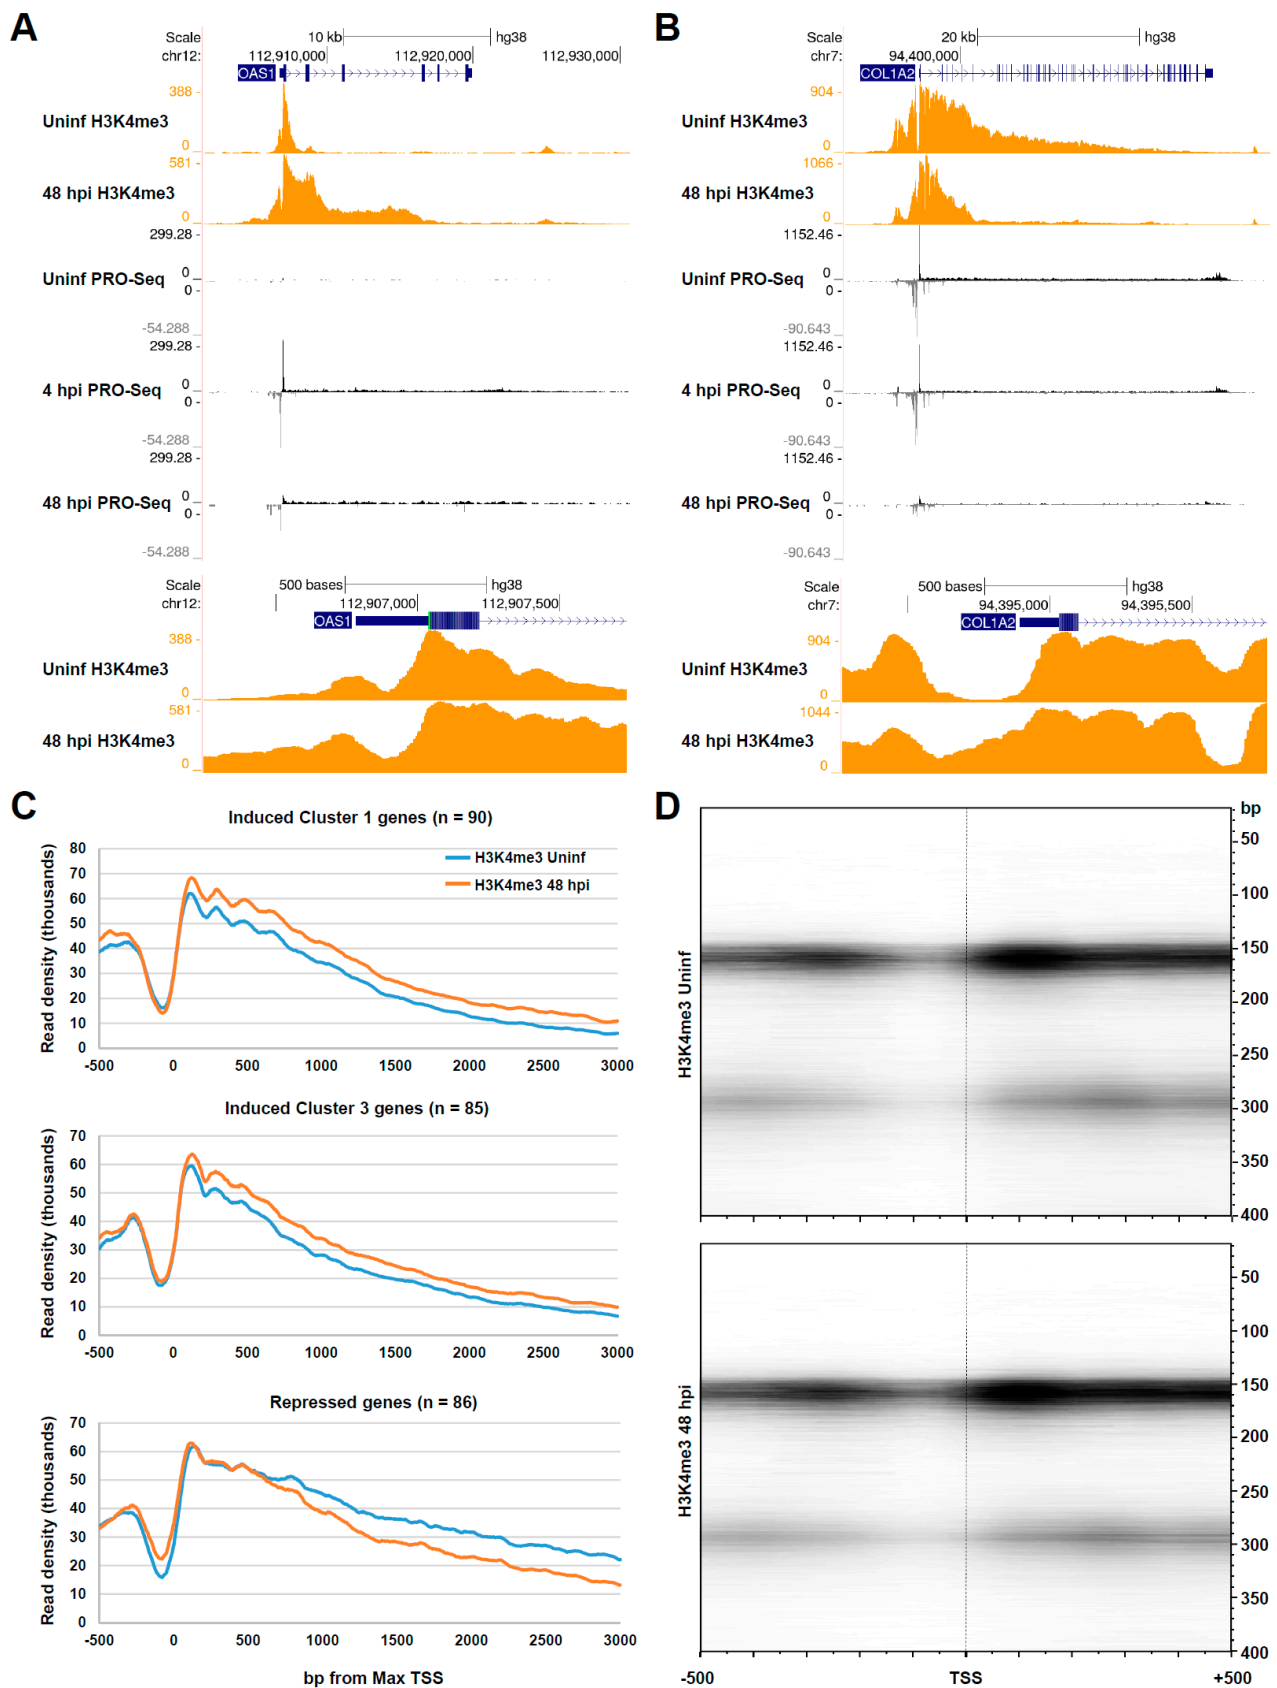 A
Scale 10 kb hg38
chr12: 112,910,000 112,920,000 112,930,000
OAS1
388 -
Uninf H3K4me3
0 _
581 -
48 hpi H3K4me3
0 _
299.28 -
Uninf PRO-Seq 0 _
0 -
-54.288 _
299.28 -
4 hpi PRO-Seq 0 _
0 -
-54.288 _
299.28 -
48 hpi PRO-Seq 0 _
0 -
-54.288 _
Scale 500 bases hg38
chr12: 112,907,000 112,907,500
OAS1
388 -
Uninf H3K4me3
0 _
581 -
48 hpi H3K4me3
0 _
B
Scale 20 kb hg38
chr7: 94,400,000
COL1A2
904 -
Uninf H3K4me3
0 _
1066 -
48 hpi H3K4me3
0 _
1152.46 -
Uninf PRO-Seq 0 _
0 -
-90.643 _
1152.46 -
4 hpi PRO-Seq 0 _
0 -
-90.643 _
1152.46 -
48 hpi PRO-Seq 0 _
0 -
-90.643 _
Scale 500 bases hg38
chr7: 94,395,000 94,395,500
COL1A2
904 -
Uninf H3K4me3
0 _
1044 -
48 hpi H3K4me3
0 _
C
Induced Cluster 1 genes (n = 90)
Read density (thousands)
80
70
60
50
40
30
20
10
0
H3K4me3 Uninf
H3K4me3 48 hpi
-500 0 500 1000 1500 2000 2500 3000
Induced Cluster 3 genes (n = 85)
Read density (thousands)
70
60
50
40
30
20
10
0
-500 0 500 1000 1500 2000 2500 3000
Repressed genes (n = 86)
Read density (thousands)
70
60
50
40
30
20
10
0
-500 0 500 1000 1500 2000 2500 3000
bp from Max TSS
D
H3K4me3 Uninf
bp
50
100
150
200
250
300
350
400
H3K4me3 48 hpi
50
100
150
200
250
300
350
400
-500 TSS +500